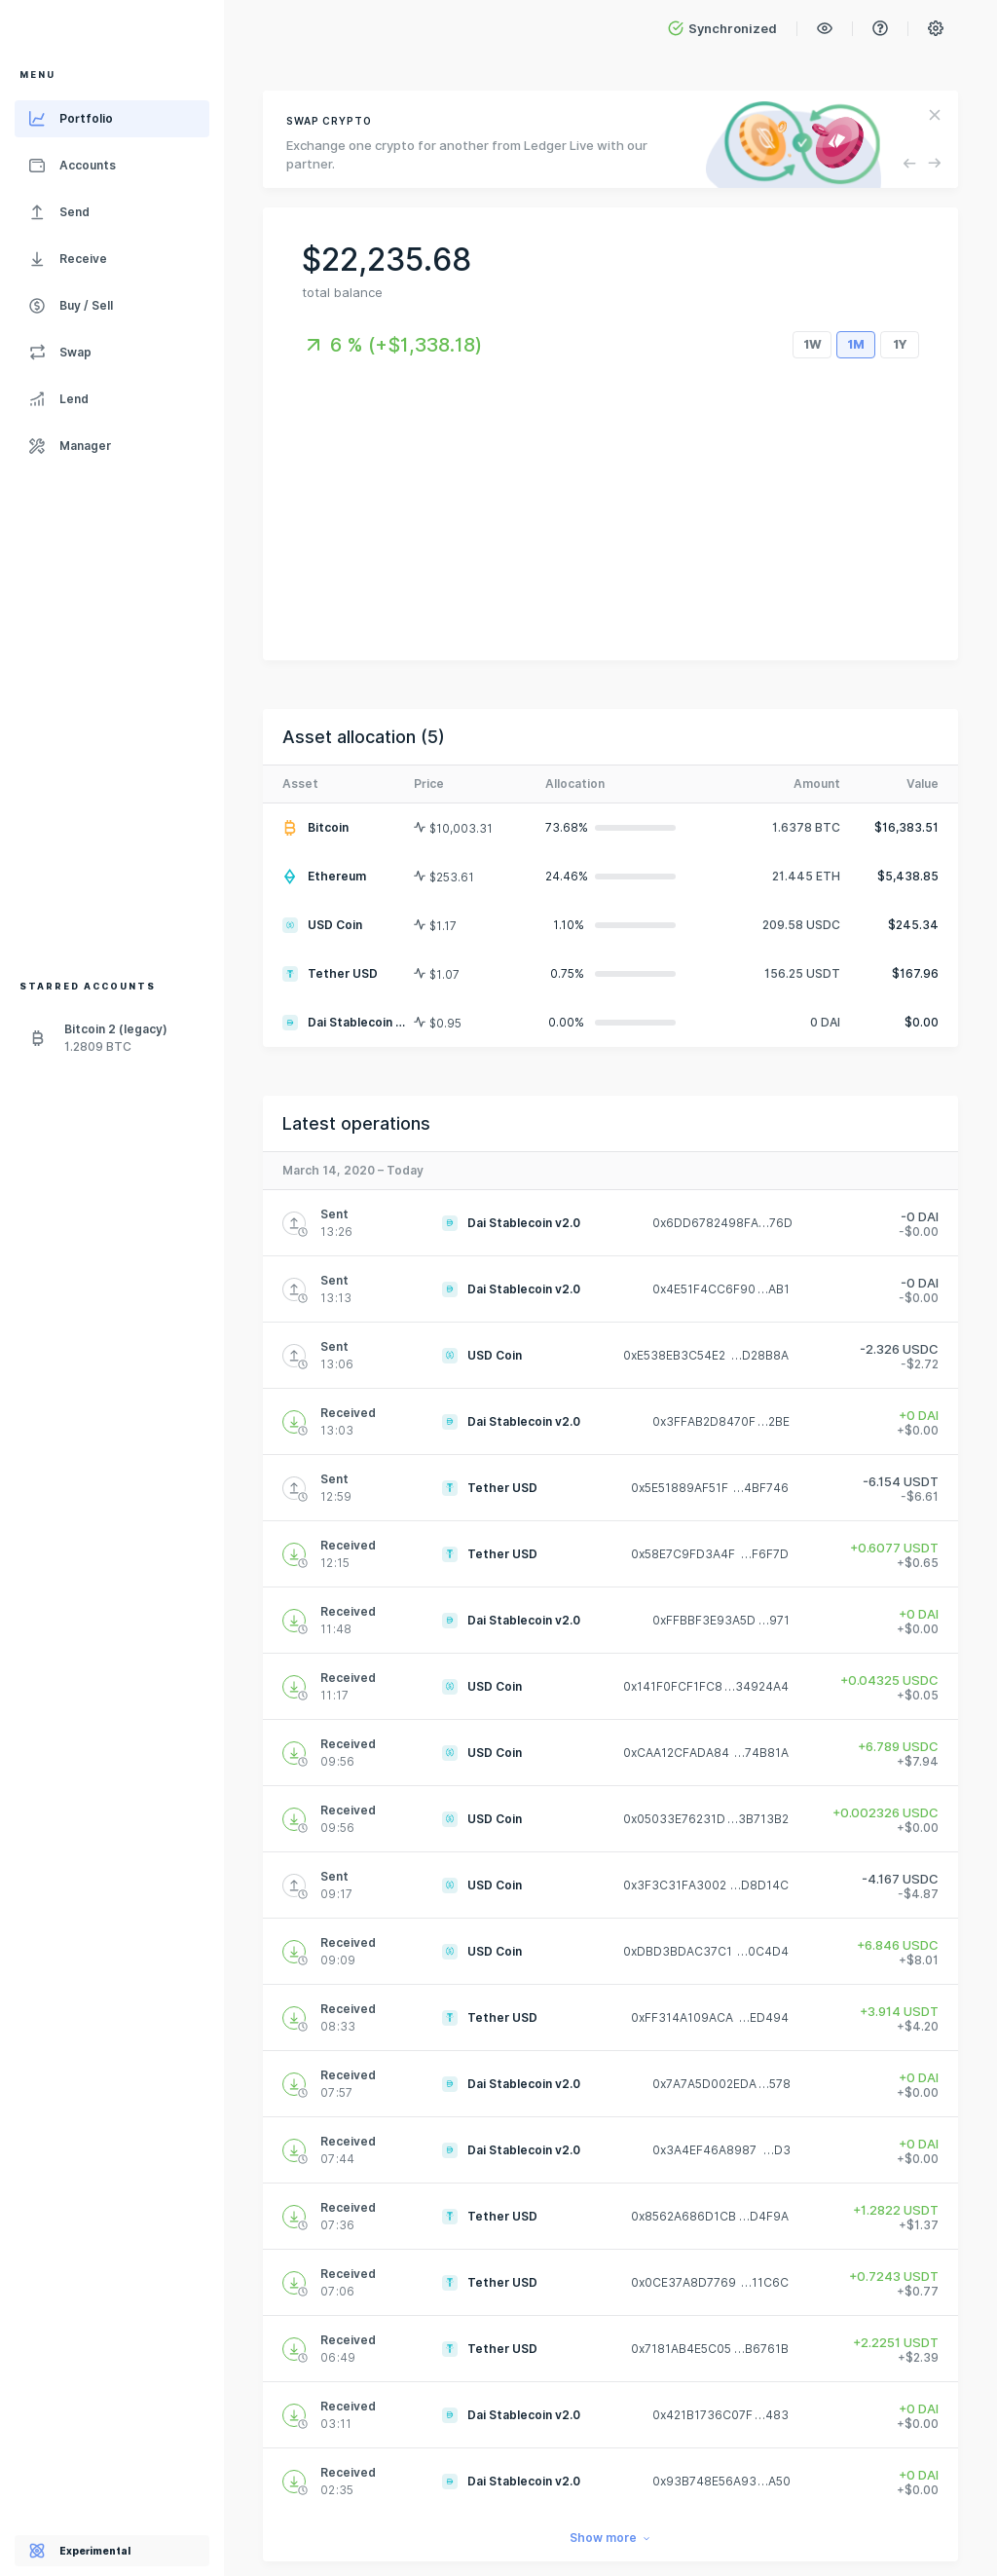 Synchronized
MENU
Portfolio
Accounts
Send
Receive
Buy / Sell
Swap
Lend
Manager
STARRED ACCOUNTS
Bitcoin 2 (legacy)
1.2809 BTC
Experimental
SWAP CRYPTO
Exchange one crypto for another from Ledger Live with our
partner.
$22,235.68
total balance
6 % (+$1,338.18)
1W 1M 1Y
Asset allocation (5)
Asset Price Allocation Amount Value
Bitcoin $10,003.31 73.68% 1.6378 BTC $16,383.51
Ethereum $253.61 24.46% 21.445 ETH $5,438.85
USD Coin $1.17 1.10% 209.58 USDC $245.34
Tether USD $1.07 0.75% 156.25 USDT $167.96
Dai Stablecoin ... $0.95 0.00% 0 DAI $0.00
Latest operations
March 14, 2020 – Today
Sent Dai Stablecoin v2.0 0x6DD6782498FA…76D -0 DAI
13:26 -$0.00
Sent Dai Stablecoin v2.0 0x4E51F4CC6F90…AB1 -0 DAI
13:13 -$0.00
Sent USD Coin 0xE538EB3C54E2 …D28B8A -2.326 USDC
13:06 -$2.72
Received Dai Stablecoin v2.0 0x3FFAB2D8470F…2BE +0 DAI
13:03 +$0.00
Sent Tether USD 0x5E51889AF51F …4BF746 -6.154 USDT
12:59 -$6.61
Received Tether USD 0x58E7C9FD3A4F …F6F7D +0.6077 USDT
12:15 +$0.65
Received Dai Stablecoin v2.0 0xFFBBF3E93A5D …971 +0 DAI
11:48 +$0.00
Received USD Coin 0x141F0FCF1FC8…34924A4 +0.04325 USDC
11:17 +$0.05
Received USD Coin 0xCAA12CFADA84 …74B81A +6.789 USDC
09:56 +$7.94
Received USD Coin 0x05033E76231D…3B713B2 +0.002326 USDC
09:56 +$0.00
Sent USD Coin 0x3F3C31FA3002 …D8D14C -4.167 USDC
09:17 -$4.87
Received USD Coin 0xDBD3BDAC37C1 …0C4D4 +6.846 USDC
09:09 +$8.01
Received Tether USD 0xFF314A109ACA …ED494 +3.914 USDT
08:33 +$4.20
Received Dai Stablecoin v2.0 0x7A7A5D002EDA…578 +0 DAI
07:57 +$0.00
Received Dai Stablecoin v2.0 0x3A4EF46A8987 …D3 +0 DAI
07:44 +$0.00
Received Tether USD 0x8562A686D1CB …D4F9A +1.2822 USDT
07:36 +$1.37
Received Tether USD 0x0CE37A8D7769 …11C6C +0.7243 USDT
07:06 +$0.77
Received Tether USD 0x7181AB4E5C05 …B6761B +2.2251 USDT
06:49 +$2.39
Received Dai Stablecoin v2.0 0x421B1736C07F…483 +0 DAI
03:11 +$0.00
Received Dai Stablecoin v2.0 0x93B748E56A93…A50 +0 DAI
02:35 +$0.00
Show more